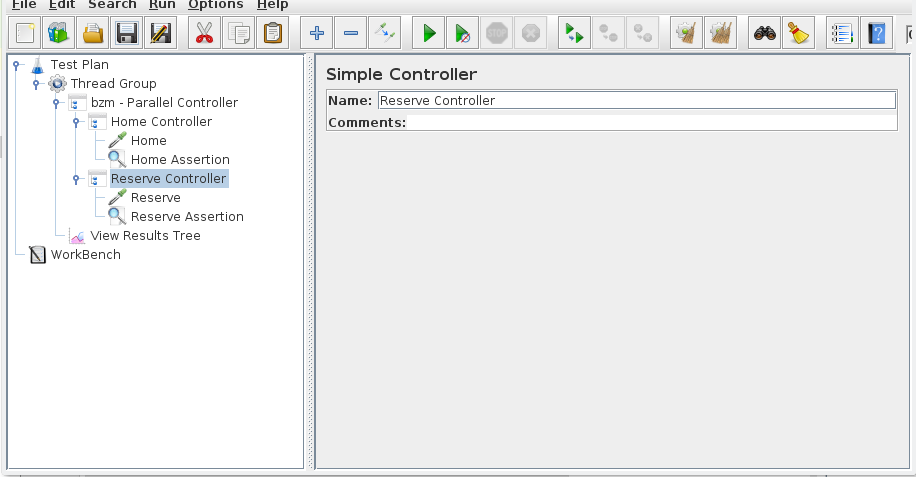 File Edit Search Run Options Help
STOP
Test Plan
Thread Group
bzm - Parallel Controller
Home Controller
Home
Home Assertion
Reserve Controller
Reserve
Reserve Assertion
View Results Tree
WorkBench
Simple Controller
Name: Reserve Controller
Comments: